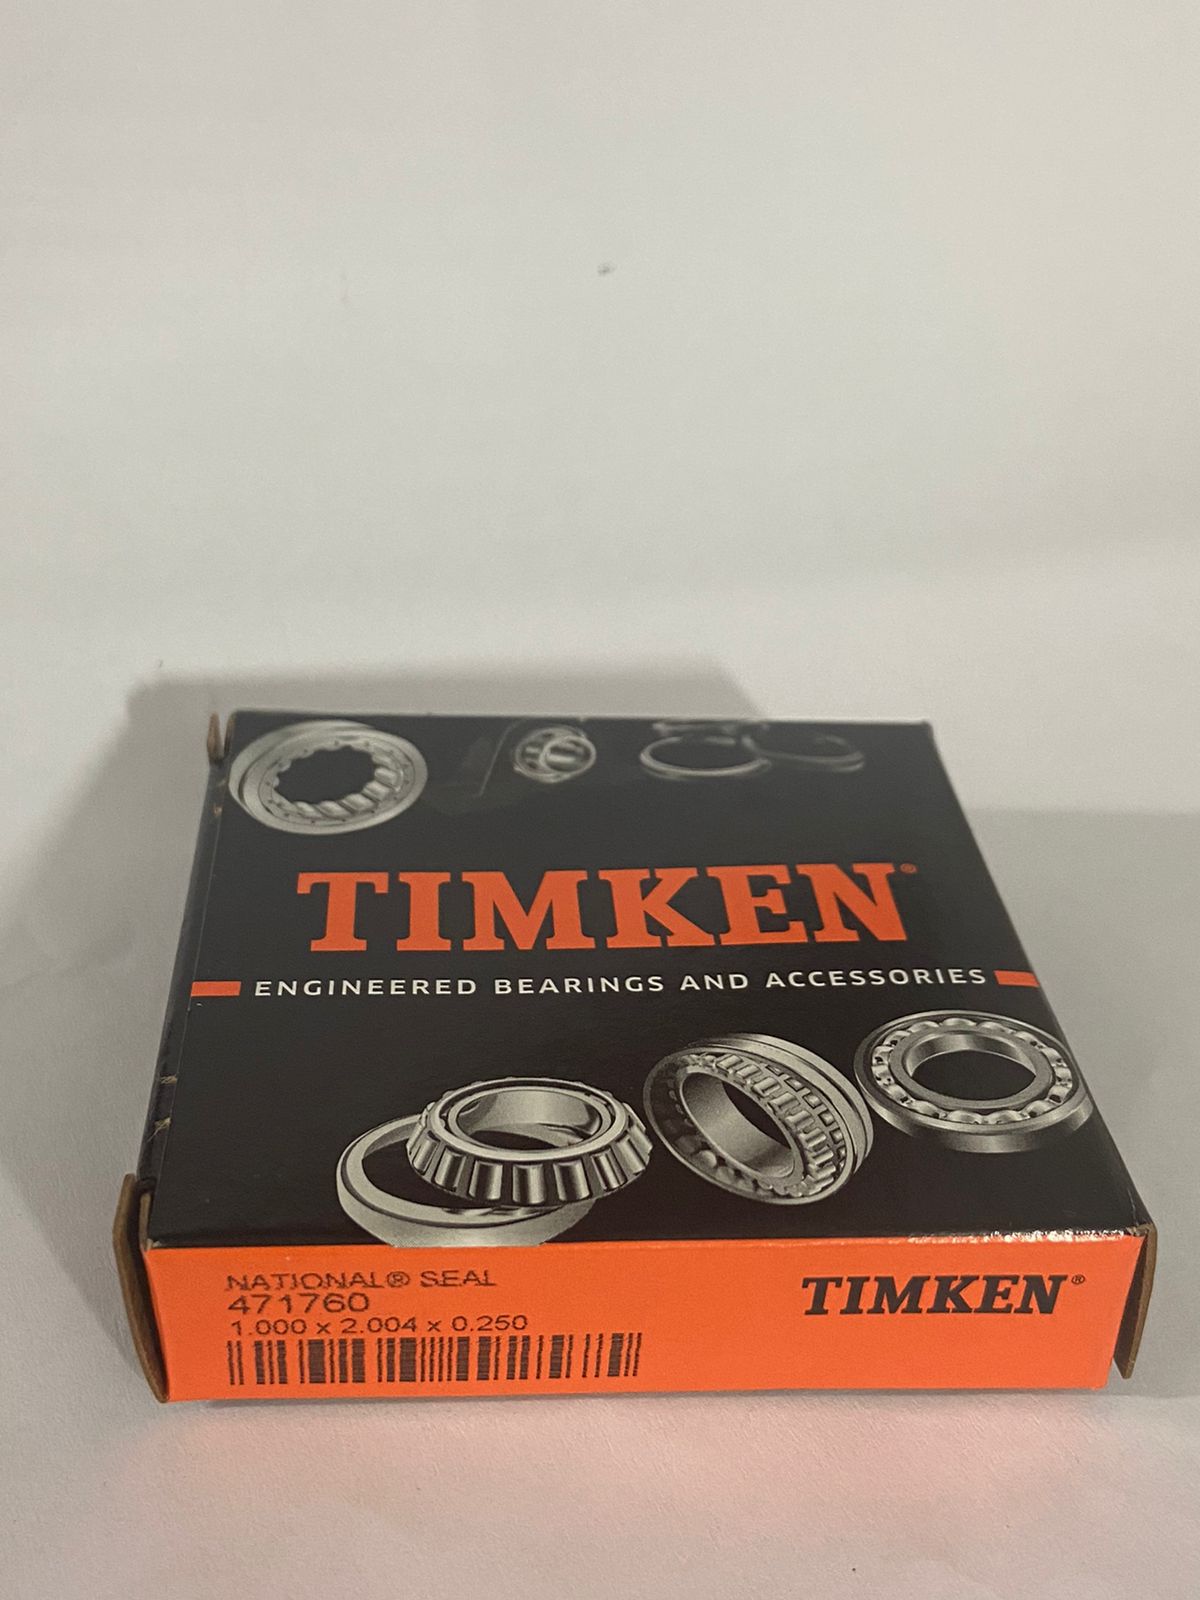 TIMKEN®
ENGINEERED BEARINGS AND ACCESSORIES
NATIONAL® SEAL
471760
1.000 x 2.004 x 0.250
TIMKEN®